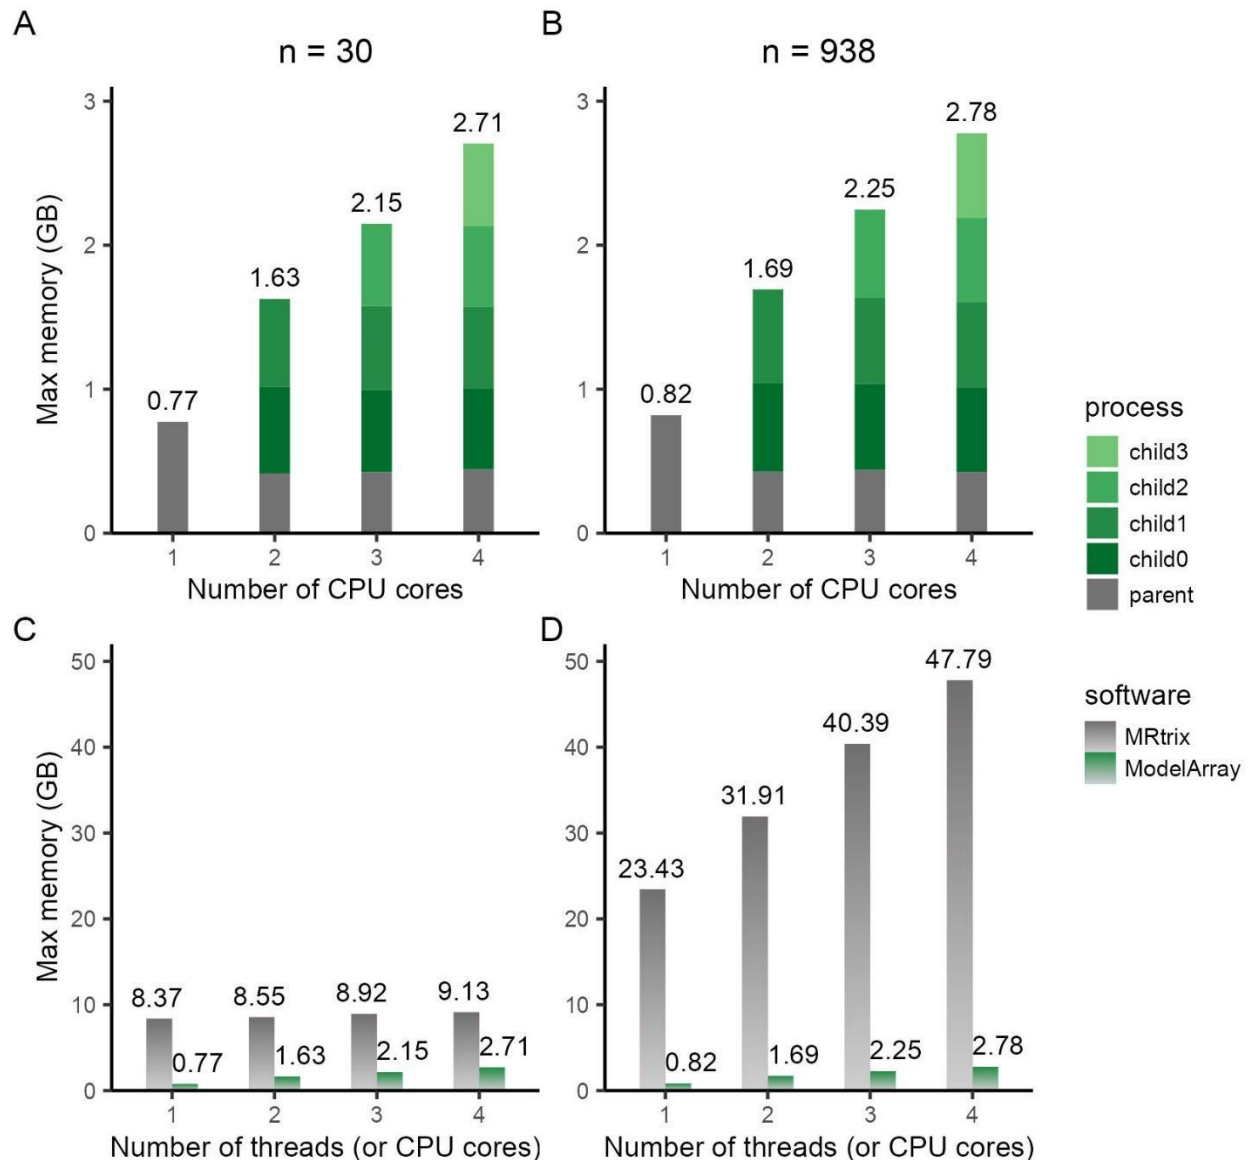 A
n = 30
3
2
1
0
Max memory (GB)
0.77
1.63
2.15
2.71
1
2
3
4
Number of CPU cores
B
n = 938
3
2
1
0
0.82
1.69
2.25
2.78
1
2
3
4
Number of CPU cores
process
child3
child2
child1
child0
parent
C
50
40
30
20
10
0
Max memory (GB)
8.37
0.77
8.55
1.63
8.92
2.15
9.13
2.71
1
2
3
4
Number of threads (or CPU cores)
D
50
40
30
20
10
0
23.43
0.82
31.91
1.69
40.39
2.25
47.79
2.78
1
2
3
4
Number of threads (or CPU cores)
software
MRtrix
ModelArray